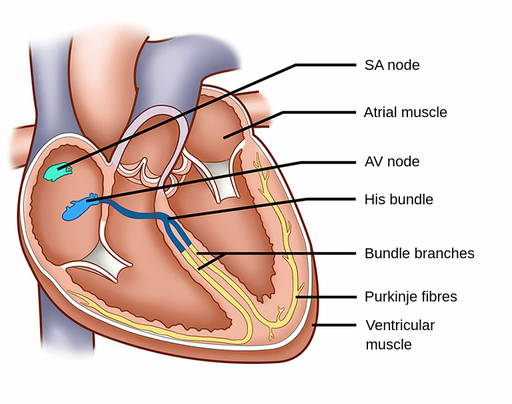 SA node
Atrial muscle
AV node
His bundle
Bundle branches
Purkinje fibres
Ventricular
muscle